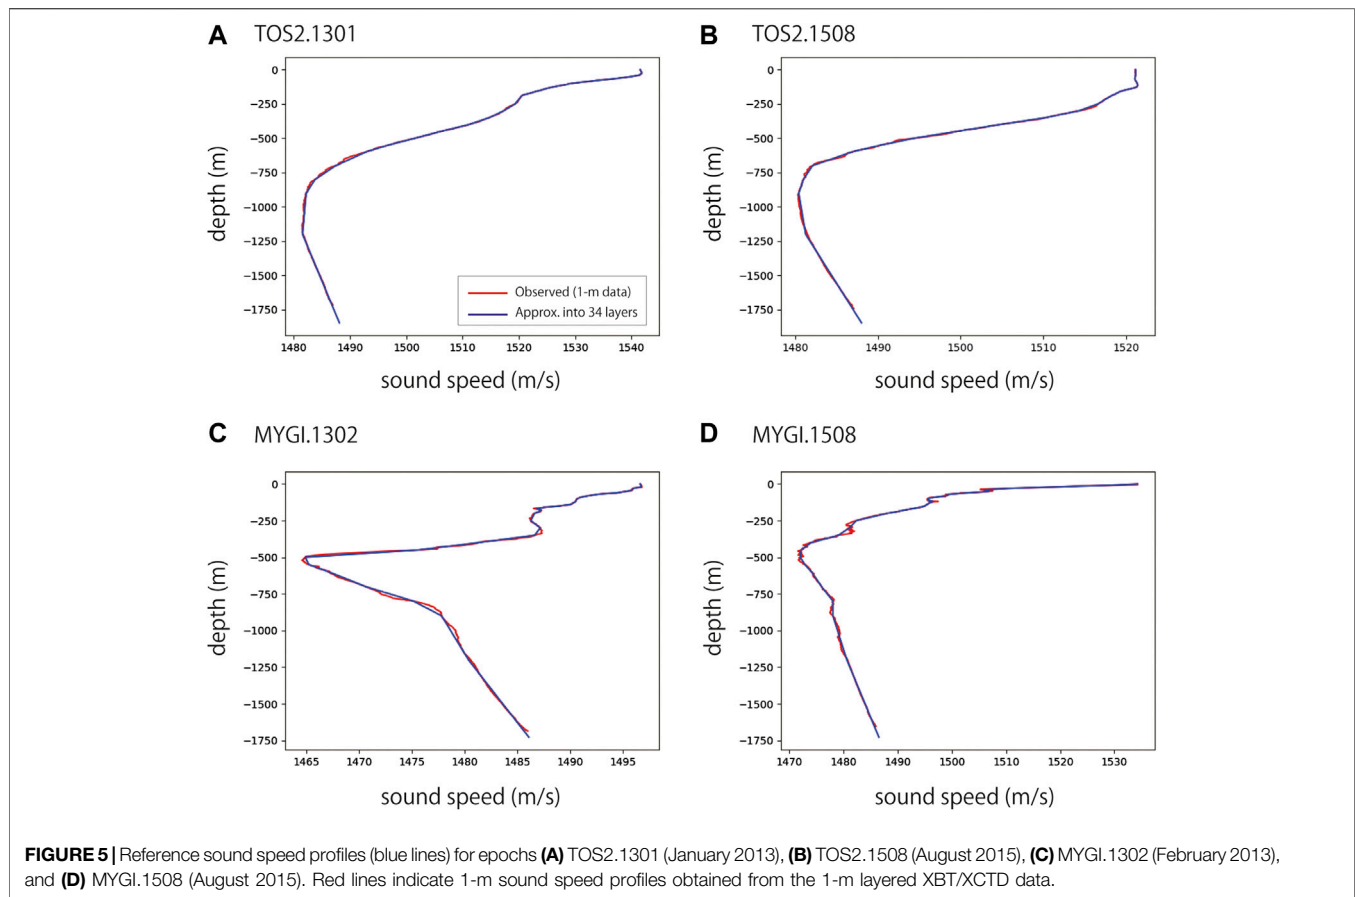 A TOS2.1301
0
−250
−500
−750
−1000
−1250
−1500
−1750
depth (m)
Observed (1-m data)
Approx. into 34 layers
1480 1490 1500 1510 1520 1530 1540
sound speed (m/s)
B TOS2.1508
0
−250
−500
−750
−1000
−1250
−1500
−1750
depth (m)
1480 1490 1500 1510 1520
sound speed (m/s)
C MYGI.1302
0
−250
−500
−750
−1000
−1250
−1500
−1750
depth (m)
1465 1470 1475 1480 1485 1490 1495
sound speed (m/s)
D MYGI.1508
0
−250
−500
−750
−1000
−1250
−1500
−1750
depth (m)
1470 1480 1490 1500 1510 1520 1530
sound speed (m/s)
FIGURE 5 | Reference sound speed profiles (blue lines) for epochs (A) TOS2.1301 (January 2013), (B) TOS2.1508 (August 2015), (C) MYGI.1302 (February 2013),
and (D) MYGI.1508 (August 2015). Red lines indicate 1-m sound speed profiles obtained from the 1-m layered XBT/XCTD data.